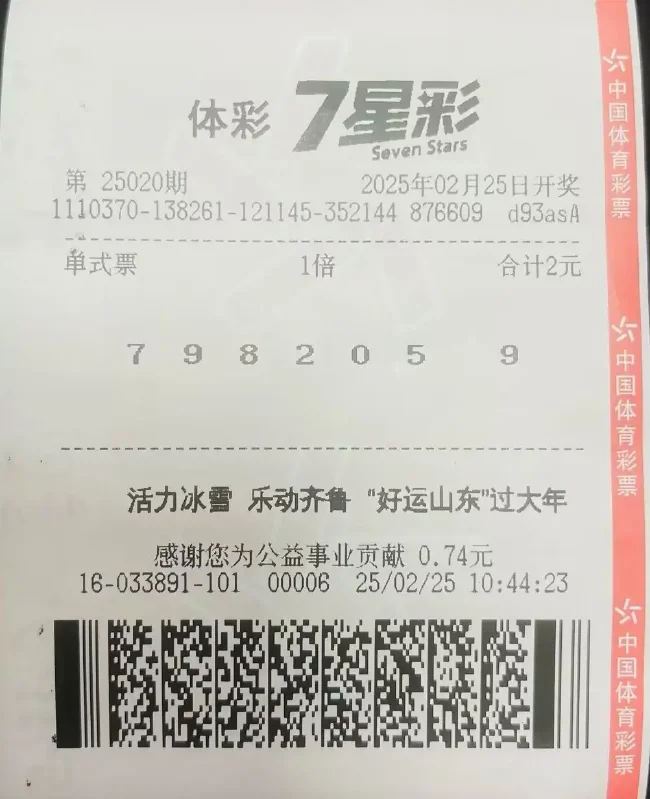 体彩 7星彩
Seven Stars
第 25020期 2025年02月25日开奖
1110370-138261-121145-352144 876609 d93asA
单式票 1倍 合计2元
7 9 8 2 0 5 9
活力冰雪 乐动齐鲁 “好运山东”过大年
感谢您为公益事业贡献 0.74元
16-033891-101 00006 25/02/25 10:44:23
中国体育彩票
中国体育彩票
中国体育彩票